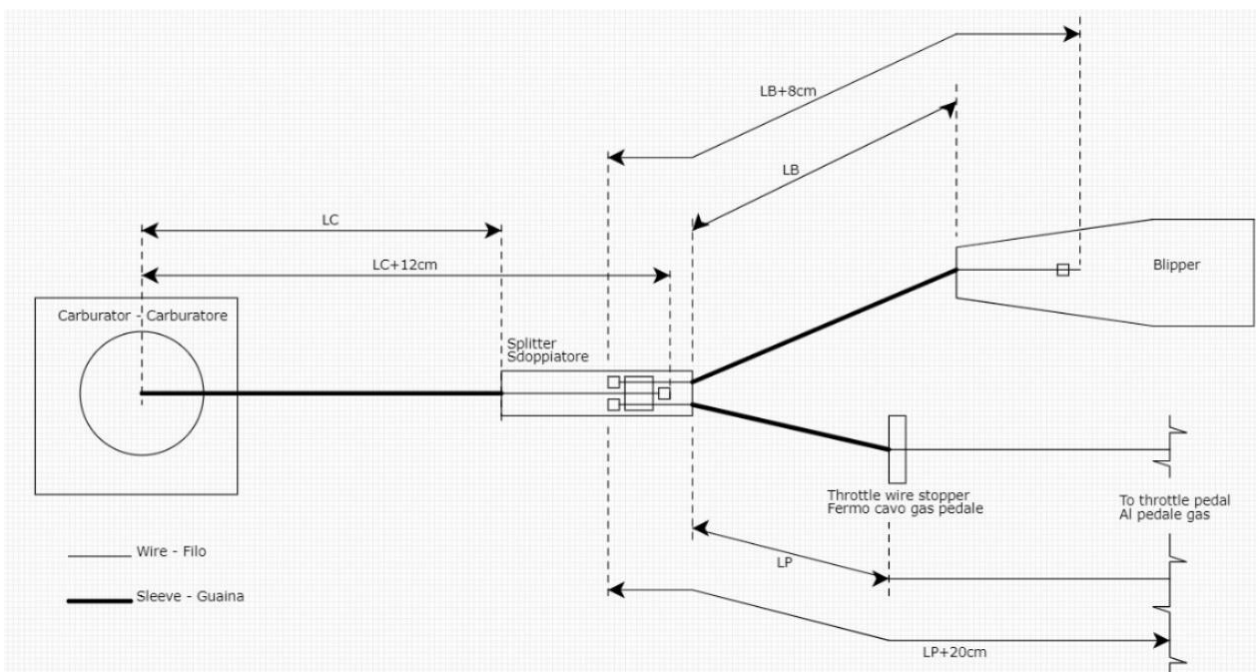 LB+8cm
LB
LC
LC+12cm
Blipper
Carburator - Carburatore
Splitter
Sdoppiatore
Throttle wire stopper
Fermo cavo gas pedale
To throttle pedal
Al pedale gas
Wire - Filo
LP
Sleeve - Guaina
LP+20cm